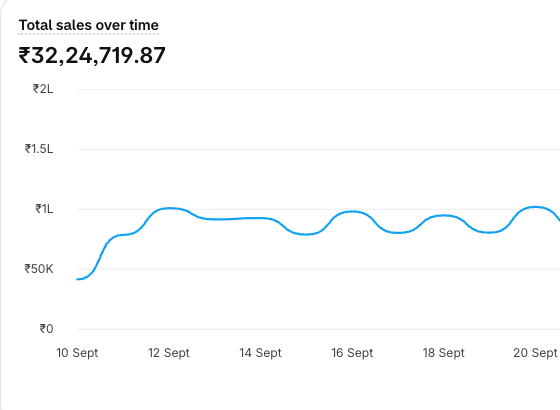 Total sales over time
₹32,24,719.87
₹2L
₹1.5L
₹1L
₹50K
₹0
10 Sept 12 Sept 14 Sept 16 Sept 18 Sept 20 Sept